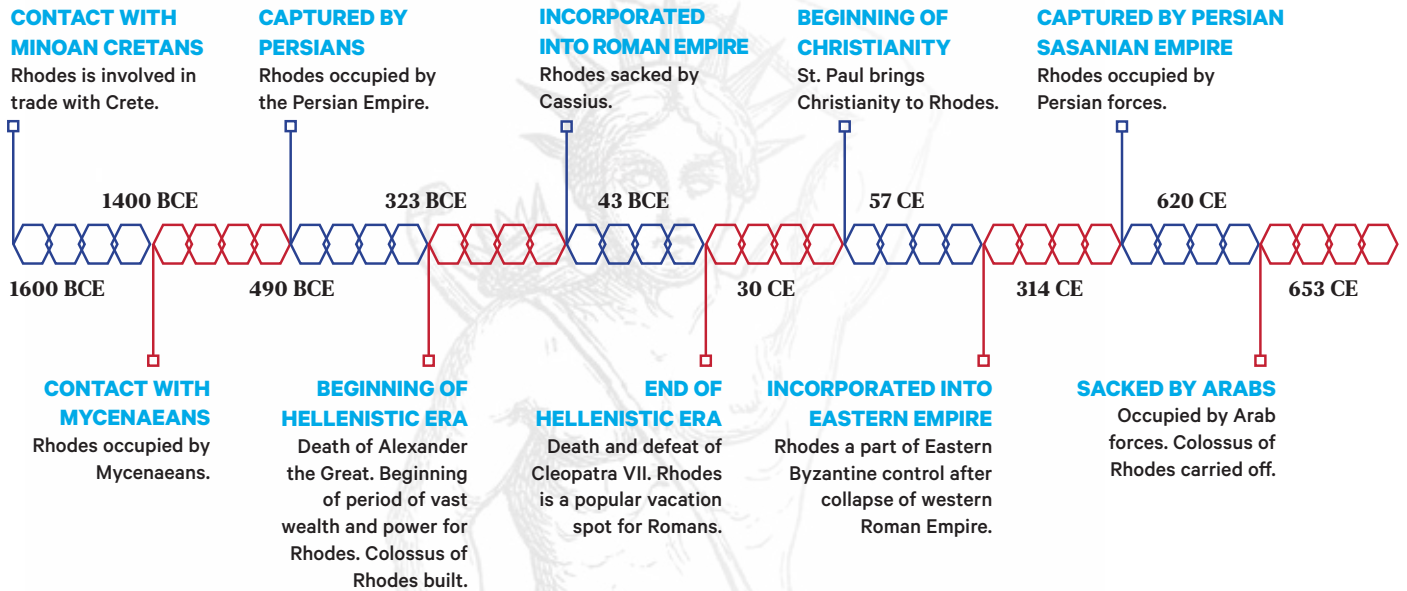 CONTACT WITH
MINOAN CRETANS
Rhodes is involved in
trade with Crete.
CAPTURED BY
PERSIANS
Rhodes occupied by
the Persian Empire.
INCORPORATED
INTO ROMAN EMPIRE
Rhodes sacked by
Cassius.
BEGINNING OF
CHRISTIANITY
St. Paul brings
Christianity to Rhodes.
CAPTURED BY PERSIAN
SASANIAN EMPIRE
Rhodes occupied by
Persian forces.
1400 BCE
323 BCE
43 BCE
57 CE
620 CE
1600 BCE
490 BCE
30 CE
314 CE
653 CE
CONTACT WITH
MYCENAEANS
Rhodes occupied by
Mycenaeans.
BEGINNING OF
HELLENISTIC ERA
Death of Alexander
the Great. Beginning
of period of vast
wealth and power for
Rhodes. Colossus of
Rhodes built.
END OF
HELLENISTIC ERA
Death and defeat of
Cleopatra VII. Rhodes
is a popular vacation
spot for Romans.
INCORPORATED INTO
EASTERN EMPIRE
Rhodes a part of Eastern
Byzantine control after
collapse of western
Roman Empire.
SACKED BY ARABS
Occupied by Arab
forces. Colossus of
Rhodes carried off.